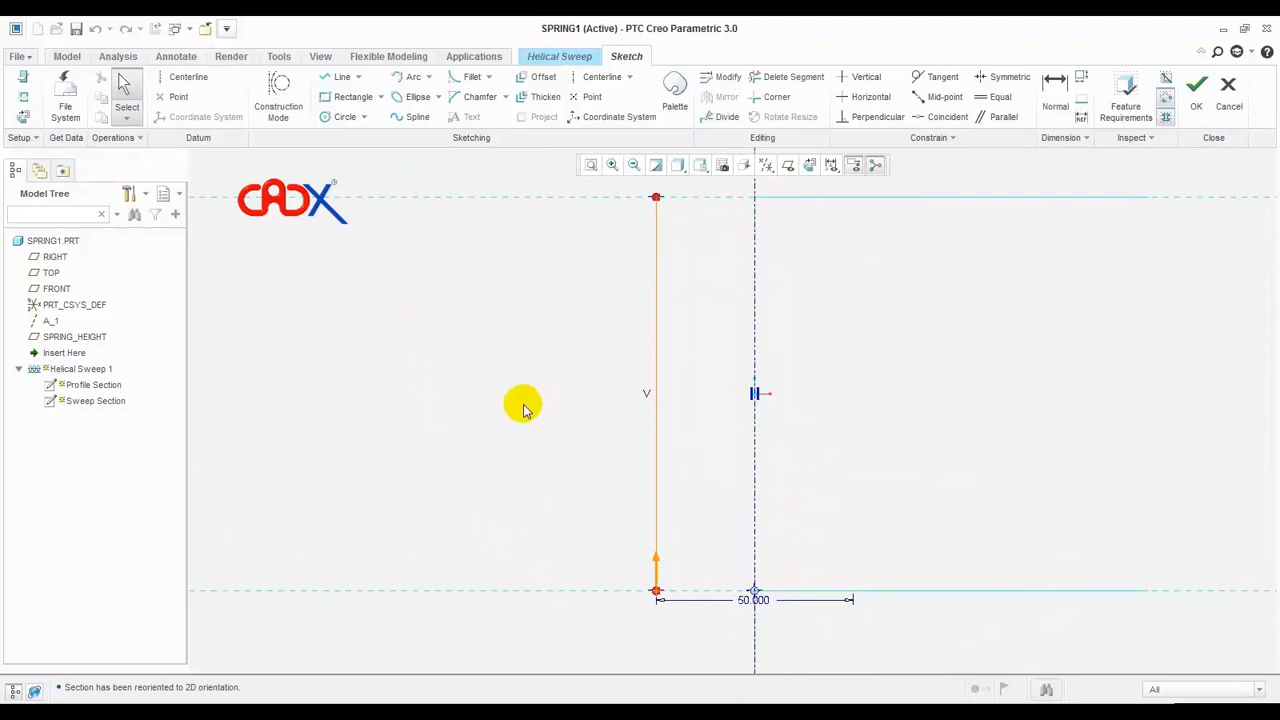 SPRING1 (Active) - PTC Creo Parametric 3.0
File Model Analysis Annotate Render Tools View Flexible Modeling Applications Helical Sweep Sketch
Centerline Line Arc Fillet Offset Centerline Modify Delete Segment Vertical Tangent Symmetric
Point Rectangle Ellipse Chamfer Thicken Point Mirror Corner Horizontal Mid-point Equal
Coordinate System Circle Spline Text Project Coordinate System Divide Rotate Resize Perpendicular Coincident Parallel
File System
Select
Construction Mode
Palette
Normal
REF
Feature Requirements
OK
Cancel
Setup Get Data Operations Datum Sketching Editing Constrain Dimension Inspect Close
Model Tree
CADX
SPRING1.PRT
RIGHT
TOP
FRONT
PRT_CSYS_DEF
A_1
SPRING_HEIGHT
Insert Here
Helical Sweep 1
Profile Section
Sweep Section
V
50.000
Section has been reoriented to 2D orientation.
All